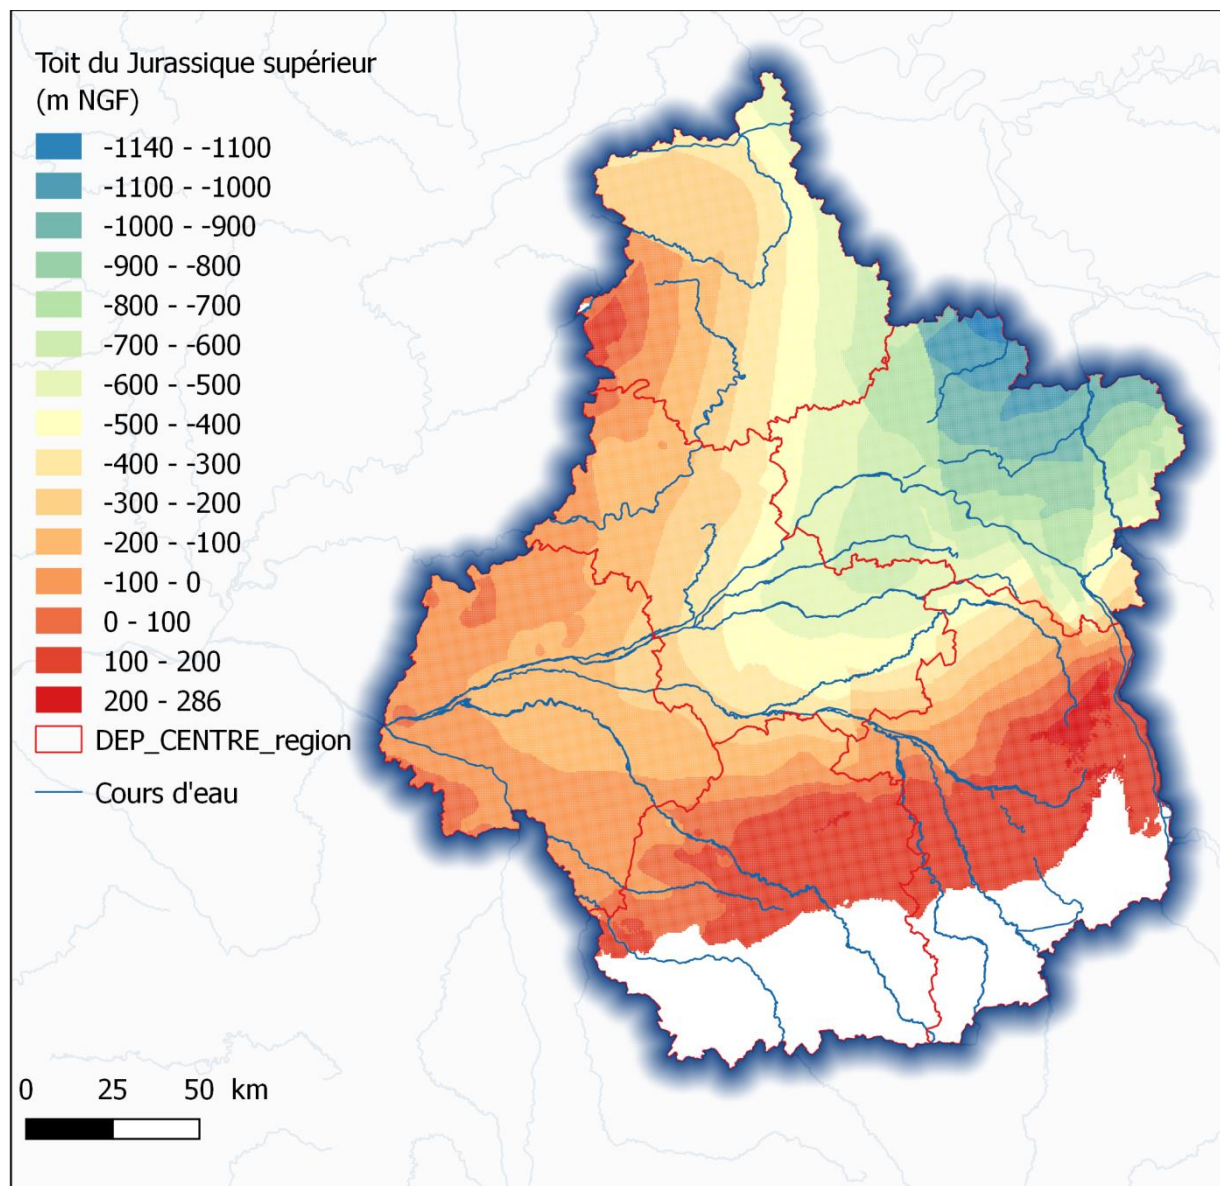 Toit du Jurassique supérieur
(m NGF)
-1140 - -1100
-1100 - -1000
-1000 - -900
-900 - -800
-800 - -700
-700 - -600
-600 - -500
-500 - -400
-400 - -300
-300 - -200
-200 - -100
-100 - 0
0 - 100
100 - 200
200 - 286
DEP_CENTRE_region
Cours d'eau
0 25 50 km